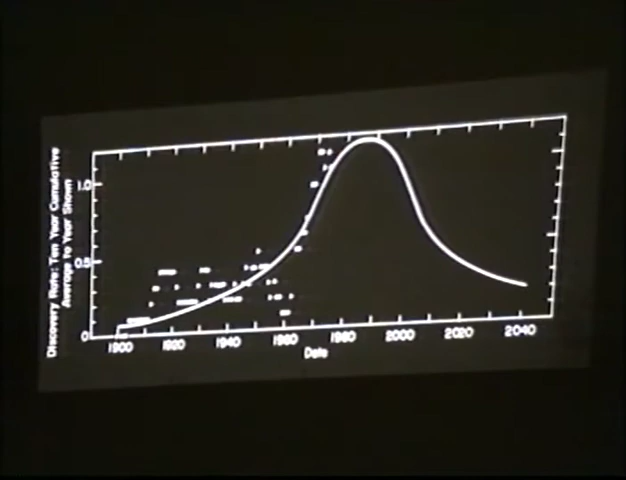 Discovery Rate: Ten Year Cumulative
Average to Year Shown
1.0
0.5
0
1900 1920 1940 1960 1980 2000 2020 2040
Date